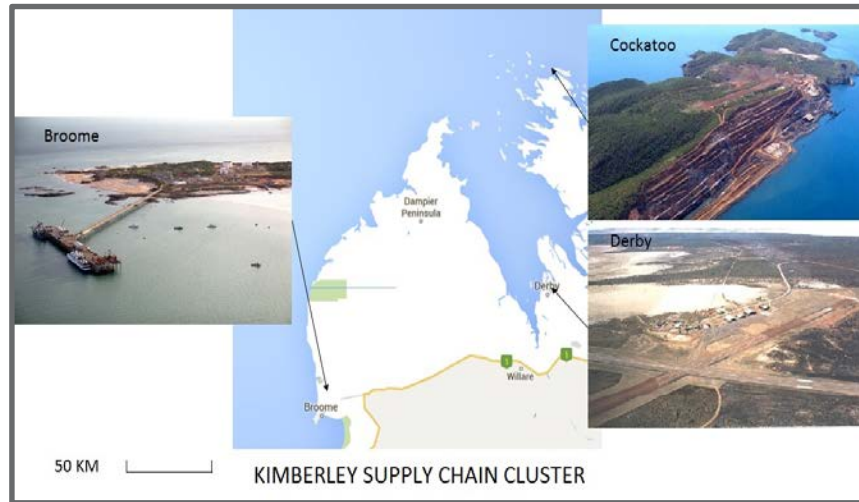 Cockatoo
Broome
Dampier
Peninsula
Derby
Derby
1
1
Willare
Broome
50 KM
KIMBERLEY SUPPLY CHAIN CLUSTER